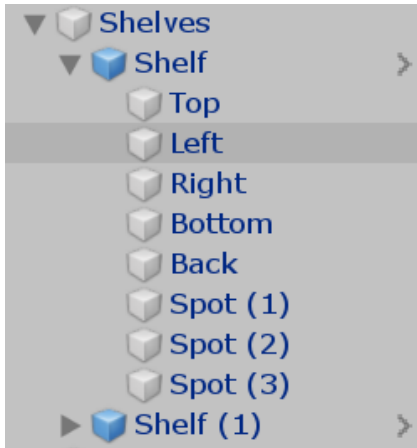 Shelves
Shelf
Top
Left
Right
Bottom
Back
Spot (1)
Spot (2)
Spot (3)
Shelf (1)